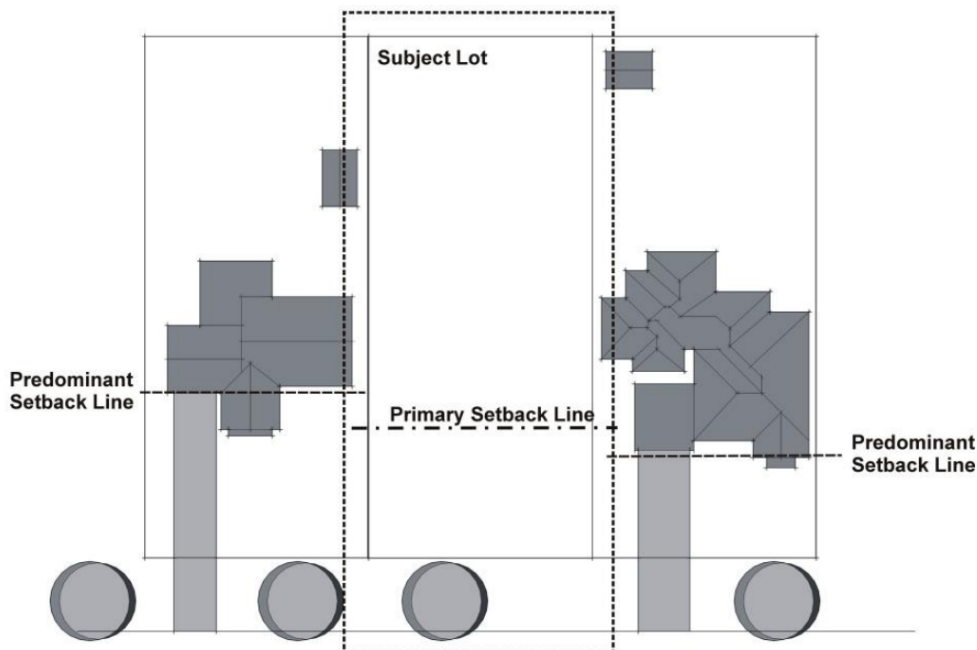 Subject Lot
Predominant
Setback Line
Primary Setback Line
Predominant
Setback Line